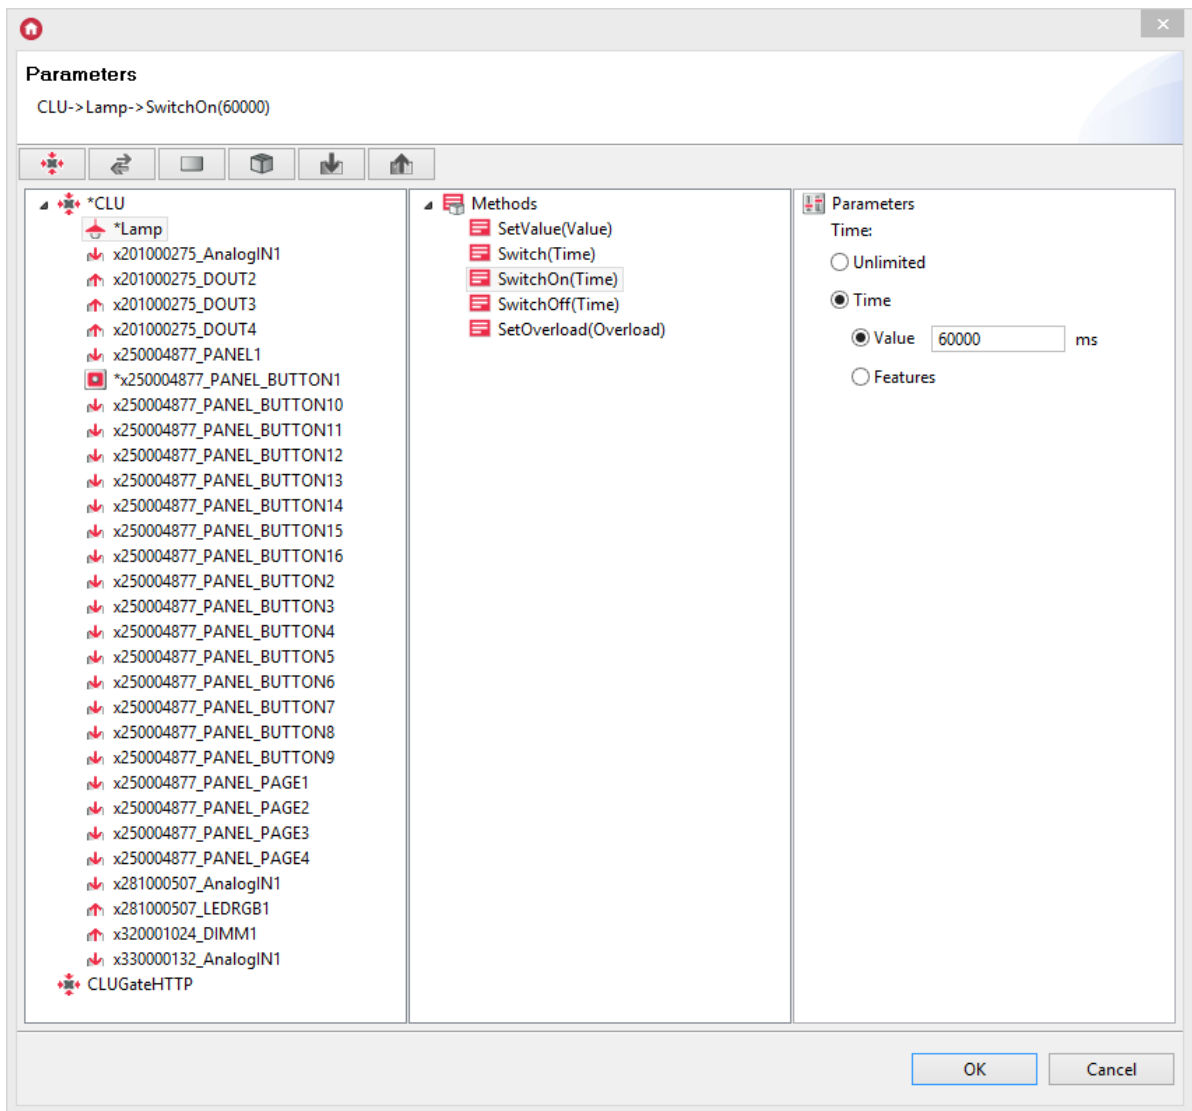 Parameters
CLU->Lamp->SwitchOn(60000)
*CLU
*Lamp
x201000275_AnalogIN1
x201000275_DOUT2
x201000275_DOUT3
x201000275_DOUT4
x250004877_PANEL1
*x250004877_PANEL_BUTTON1
x250004877_PANEL_BUTTON10
x250004877_PANEL_BUTTON11
x250004877_PANEL_BUTTON12
x250004877_PANEL_BUTTON13
x250004877_PANEL_BUTTON14
x250004877_PANEL_BUTTON15
x250004877_PANEL_BUTTON16
x250004877_PANEL_BUTTON2
x250004877_PANEL_BUTTON3
x250004877_PANEL_BUTTON4
x250004877_PANEL_BUTTON5
x250004877_PANEL_BUTTON6
x250004877_PANEL_BUTTON7
x250004877_PANEL_BUTTON8
x250004877_PANEL_BUTTON9
x250004877_PANEL_PAGE1
x250004877_PANEL_PAGE2
x250004877_PANEL_PAGE3
x250004877_PANEL_PAGE4
x281000507_AnalogIN1
x281000507_LEDRGB1
x320001024_DIMM1
x330000132_AnalogIN1
CLUGateHTTP
Methods
SetValue(Value)
Switch(Time)
SwitchOn(Time)
SwitchOff(Time)
SetOverload(Overload)
Parameters
Time:
Unlimited
Time
Value 60000 ms
Features
OK Cancel